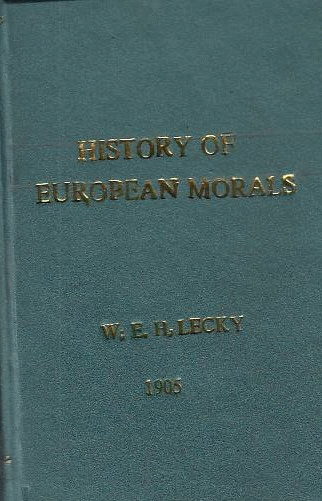 HISTORY OF
EUROPEAN MORALS
W. E. H. LECKY
1905